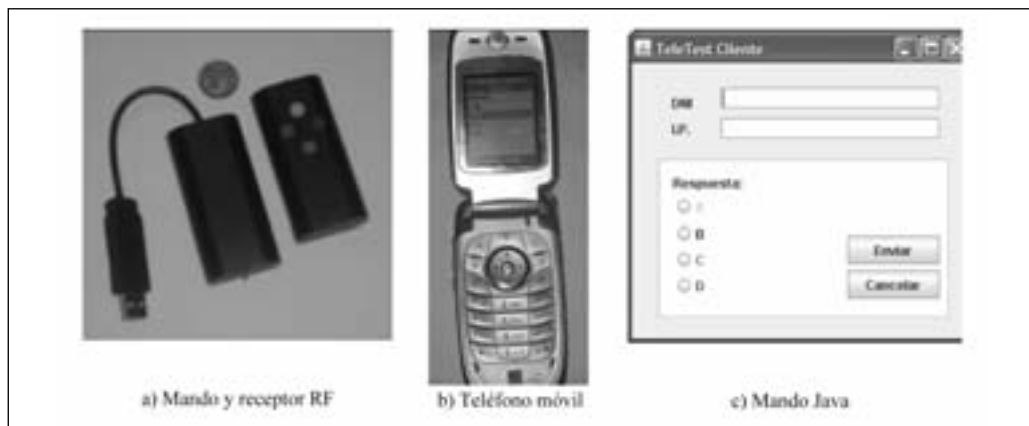 TeleTest Cliente
DNI
I.P.
Respuesta:
A
B
C
D
Enviar
Cancelar
a) Mando y receptor RF
b) Teléfono móvil
c) Mando Java